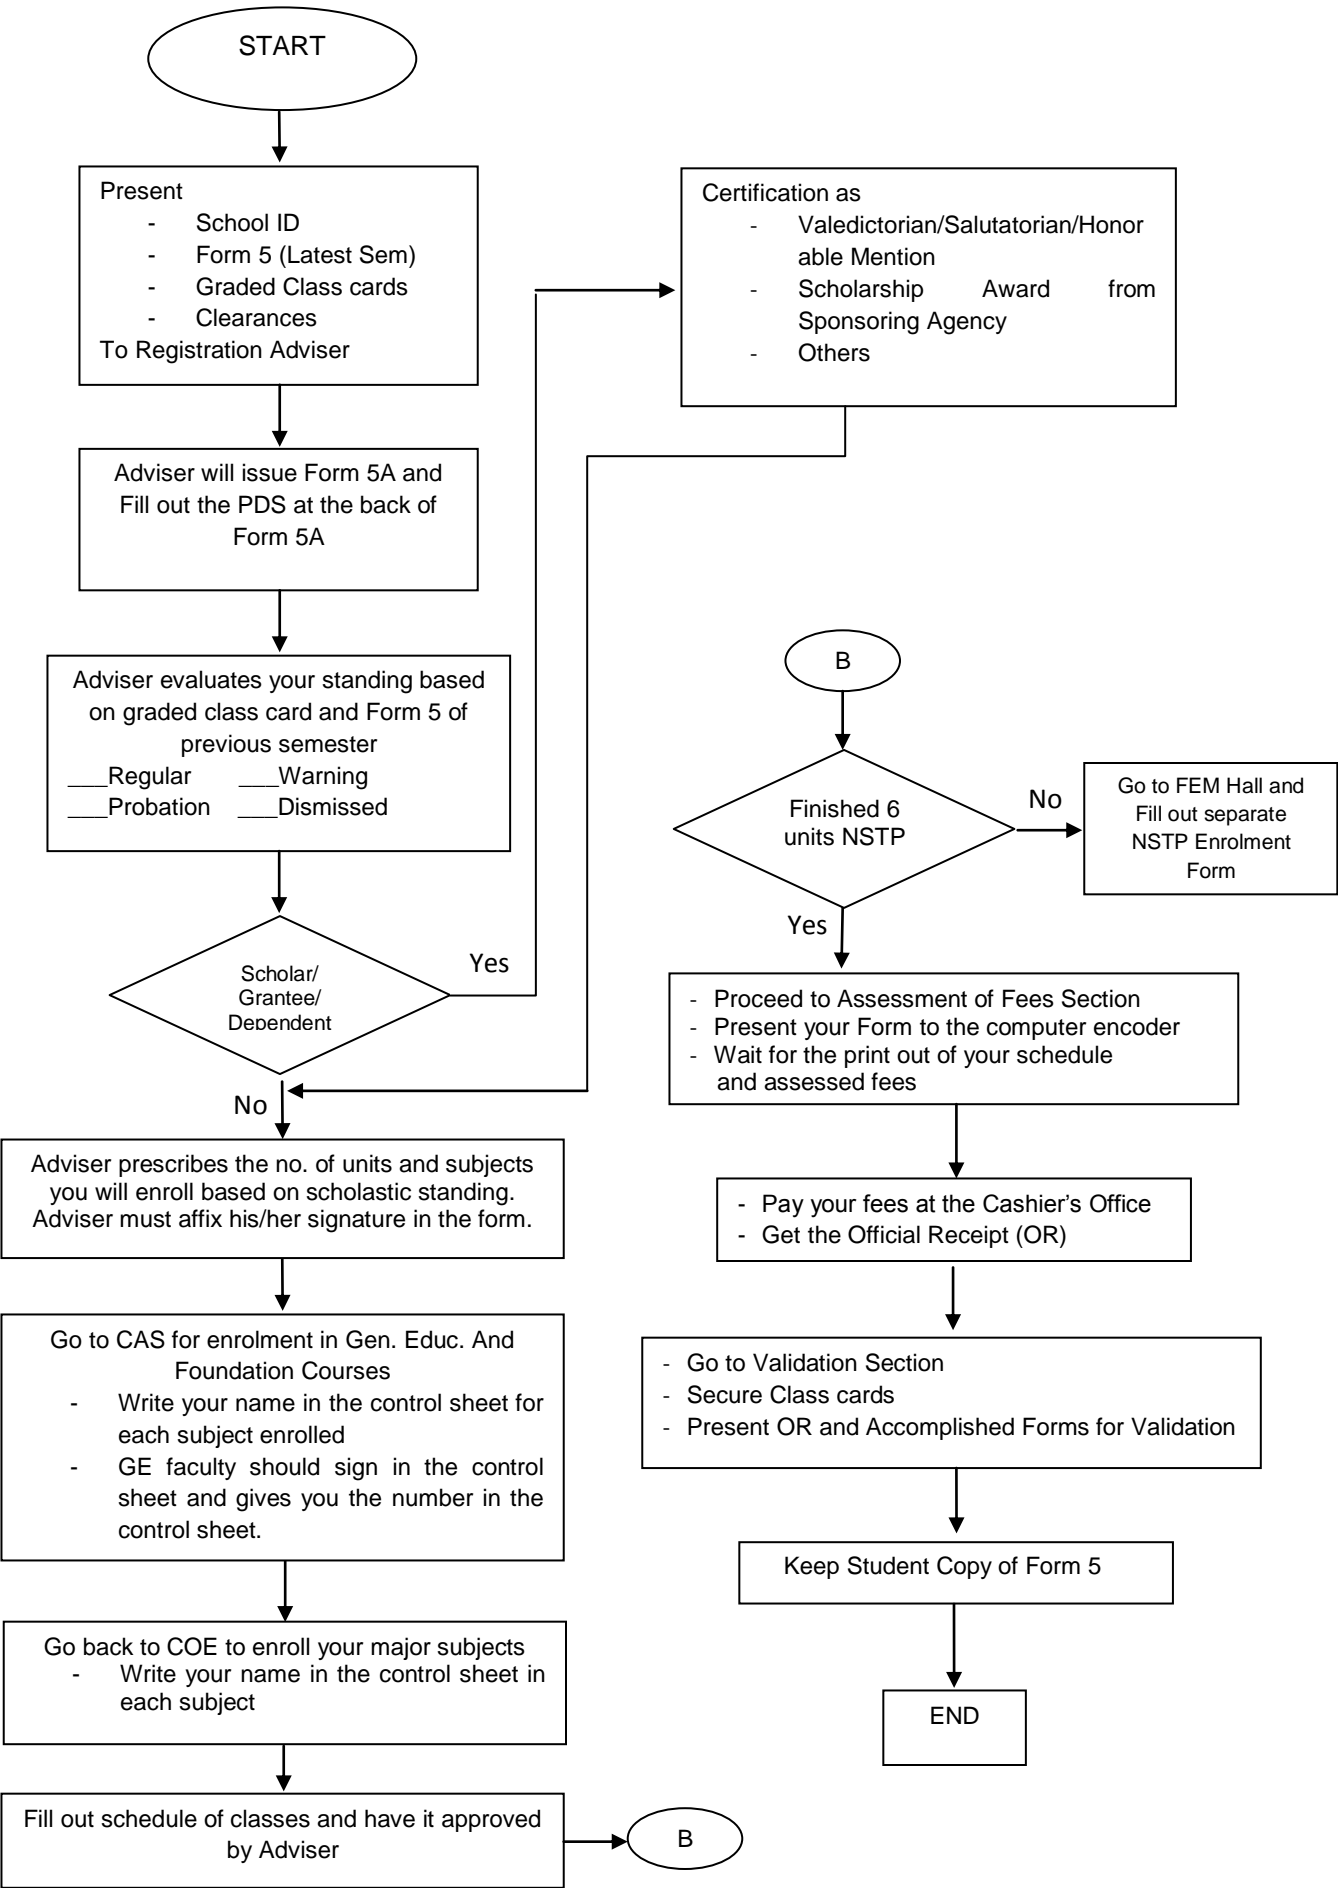 START
Present
- School ID
- Form 5 (Latest Sem)
- Graded Class cards
- Clearances
To Registration Adviser
Adviser will issue Form 5A and
Fill out the PDS at the back of
Form 5A
Adviser evaluates your standing based
on graded class card and Form 5 of
previous semester
___Regular ___Warning
___Probation ___Dismissed
Scholar/
Grantee/
Dependent
Yes
No
Certification as
- Valedictorian/Salutatorian/Honor
able Mention
- Scholarship Award from
Sponsoring Agency
- Others
Adviser prescribes the no. of units and subjects
you will enroll based on scholastic standing.
Adviser must affix his/her signature in the form.
Go to CAS for enrolment in Gen. Educ. And
Foundation Courses
- Write your name in the control sheet for
each subject enrolled
- GE faculty should sign in the control
sheet and gives you the number in the
control sheet.
Go back to COE to enroll your major subjects
- Write your name in the control sheet in
each subject
Fill out schedule of classes and have it approved
by Adviser
B
B
Finished 6
units NSTP
No
Go to FEM Hall and
Fill out separate
NSTP Enrolment
Form
Yes
- Proceed to Assessment of Fees Section
- Present your Form to the computer encoder
- Wait for the print out of your schedule
and assessed fees
- Pay your fees at the Cashier's Office
- Get the Official Receipt (OR)
- Go to Validation Section
- Secure Class cards
- Present OR and Accomplished Forms for Validation
Keep Student Copy of Form 5
END